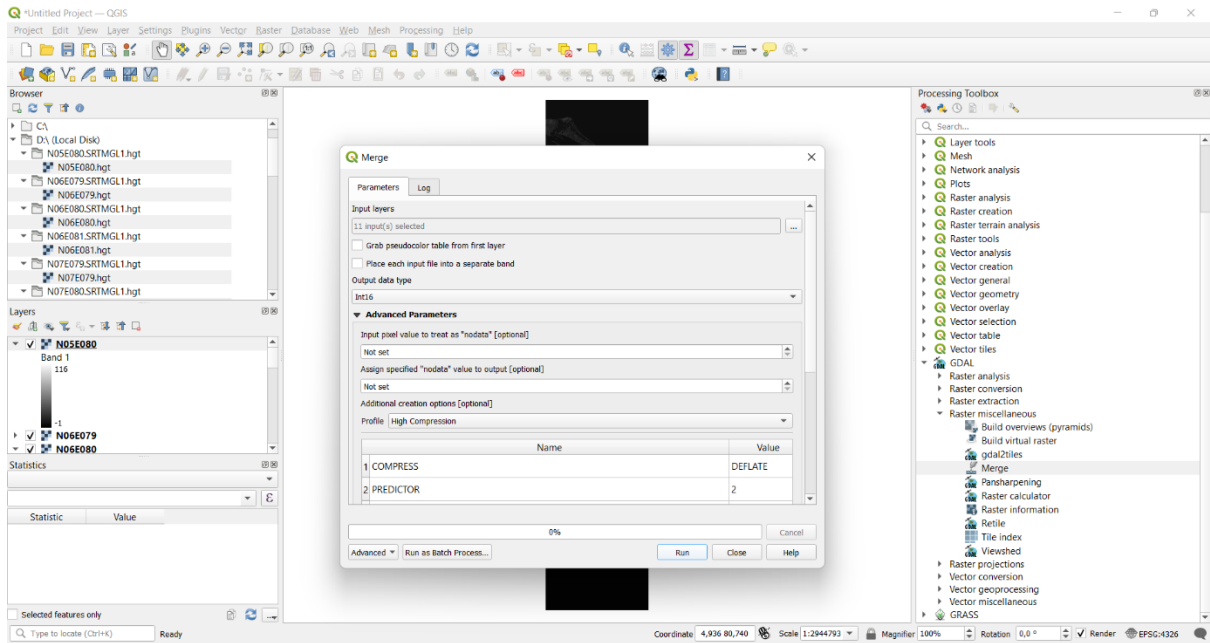 *Untitled Project — QGIS
Project Edit View Layer Settings Plugins Vector Raster Database Web Mesh Processing Help
Browser
C:\
D:\ (Local Disk)
N05E080.SRTMGL1.hgt
N05E080.hgt
N06E079.SRTMGL1.hgt
N06E079.hgt
N06E080.SRTMGL1.hgt
N06E080.hgt
N06E081.SRTMGL1.hgt
N06E081.hgt
N07E079.SRTMGL1.hgt
N07E079.hgt
N07E080.SRTMGL1.hgt
Layers
N05E080
Band 1
116
-1
N06E079
N06E080
Statistics
Statistic Value
Selected features only
Merge
Parameters Log
Input layers
11 input(s) selected
...
Grab pseudocolor table from first layer
Place each input file into a separate band
Output data type
Int16
Advanced Parameters
Input pixel value to treat as "nodata" [optional]
Not set
Assign specified "nodata" value to output [optional]
Not set
Additional creation options [optional]
Profile High Compression
Name Value
1 COMPRESS DEFLATE
2 PREDICTOR 2
0% Cancel
Advanced Run as Batch Process... Run Close Help
Processing Toolbox
Search...
Layer tools
Mesh
Network analysis
Plots
Raster analysis
Raster creation
Raster terrain analysis
Raster tools
Vector analysis
Vector creation
Vector general
Vector geometry
Vector overlay
Vector selection
Vector table
Vector tiles
GDAL
Raster analysis
Raster conversion
Raster extraction
Raster miscellaneous
Build overviews (pyramids)
Build virtual raster
gdal2tiles
Merge
Pansharpening
Raster calculator
Raster information
Retile
Tile index
Viewshed
Raster projections
Vector conversion
Vector geoprocessing
Vector miscellaneous
GRASS
Type to locate (Ctrl+K) Ready Coordinate 4,936 80,740 Scale 1:2944793 Magnifier 100% Rotation 0,0 ° Render EPSG:4326